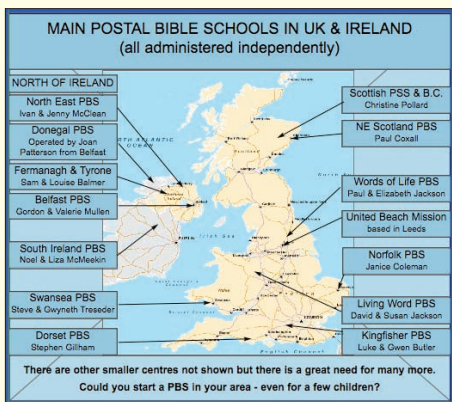 MAIN POSTAL BIBLE SCHOOLS IN UK & IRELAND
(all administered independently)
NORTH OF IRELAND
North East PBS
Ivan & Jenny McClean
Donegal PBS
Operated by Joan
Patterson from Belfast
Fermanagh & Tyrone
Sam & Louise Balmer
Belfast PBS
Gordon & Valerie Mullen
South Ireland PBS
Noel & Liza McMeekin
Swansea PBS
Steve & Gwyneth Treseder
Dorset PBS
Stephen Gillham
Scottish PSS & B.C.
Christine Pollard
NE Scotland PBS
Paul Coxall
Words of Life PBS
Paul & Elizabeth Jackson
United Beach Mission
based in Leeds
Norfolk PBS
Janice Coleman
Living Word PBS
David & Susan Jackson
Kingfisher PBS
Luke & Gwen Butler
ATLANTIC
OCEAN
Irish Sea
English Channel
There are other smaller centres not shown but there is a great need for many more.
Could you start a PBS in your area - even for a few children?